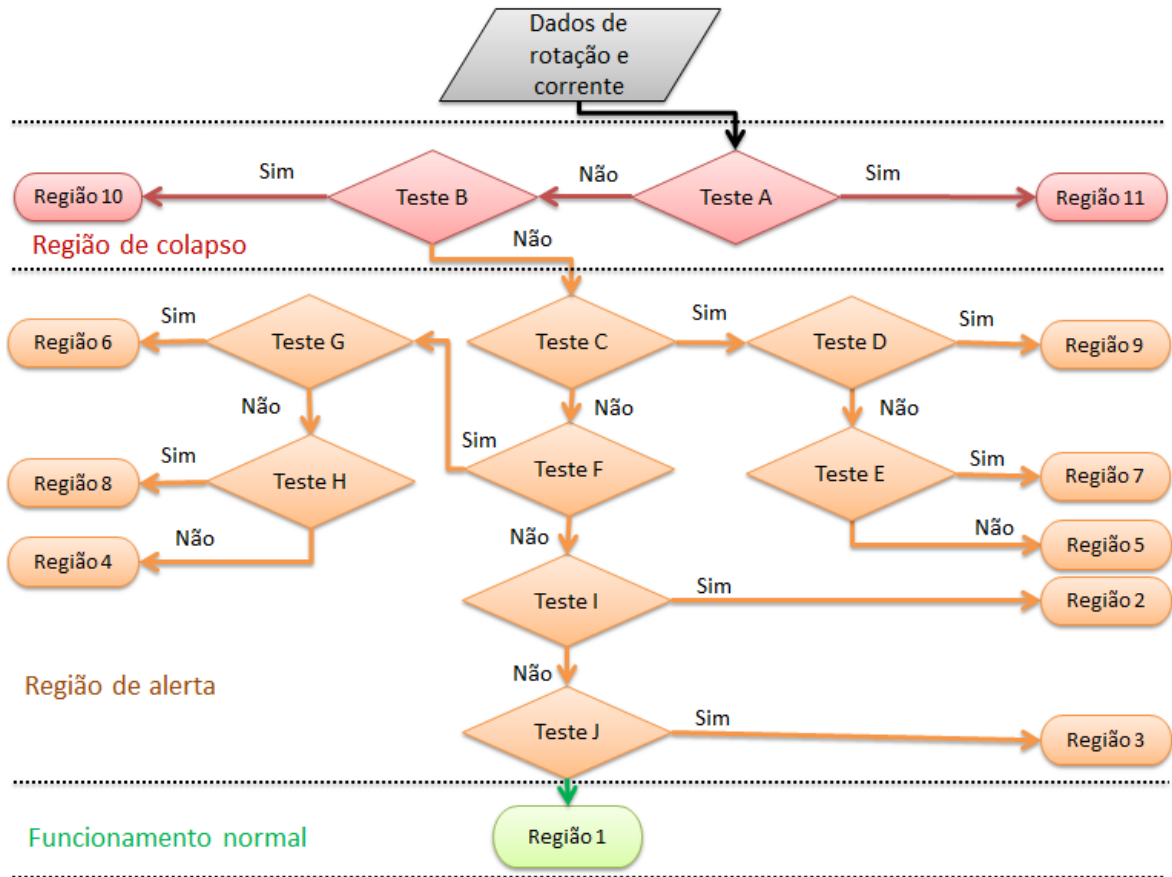 Dados de
rotação e
corrente
Sim
Não
Sim
Região 10
Teste B
Teste A
Região 11
Região de colapso
Não
Sim
Sim
Sim
Região 6
Teste G
Teste C
Teste D
Região 9
Não
Não
Não
Sim
Sim
Sim
Região 8
Teste H
Teste F
Teste E
Região 7
Não
Não
Não
Região 4
Região 5
Sim
Teste I
Região 2
Não
Região de alerta
Sim
Teste J
Região 3
Funcionamento normal
Região 1